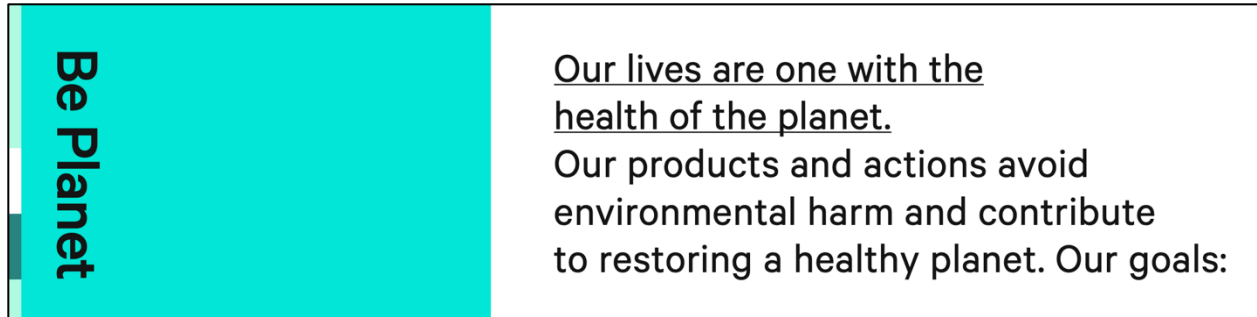 Be Planet
Our lives are one with the
health of the planet.
Our products and actions avoid
environmental harm and contribute
to restoring a healthy planet. Our goals: